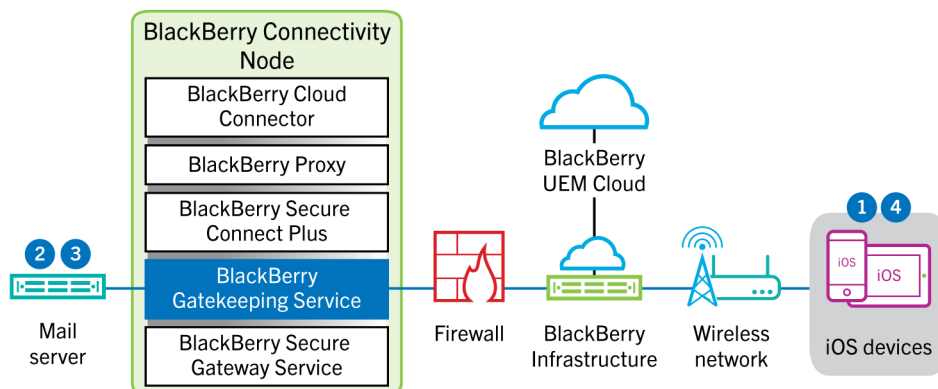 BlackBerry Connectivity
Node
BlackBerry Cloud
Connector
BlackBerry Proxy
BlackBerry Secure
Connect Plus
BlackBerry
Gatekeeping Service
BlackBerry Secure
Gateway Service
2 3
Mail
server
Firewall
BlackBerry
UEM Cloud
BlackBerry
Infrastructure
Wireless
network
1 4
iOS
iOS
iOS devices